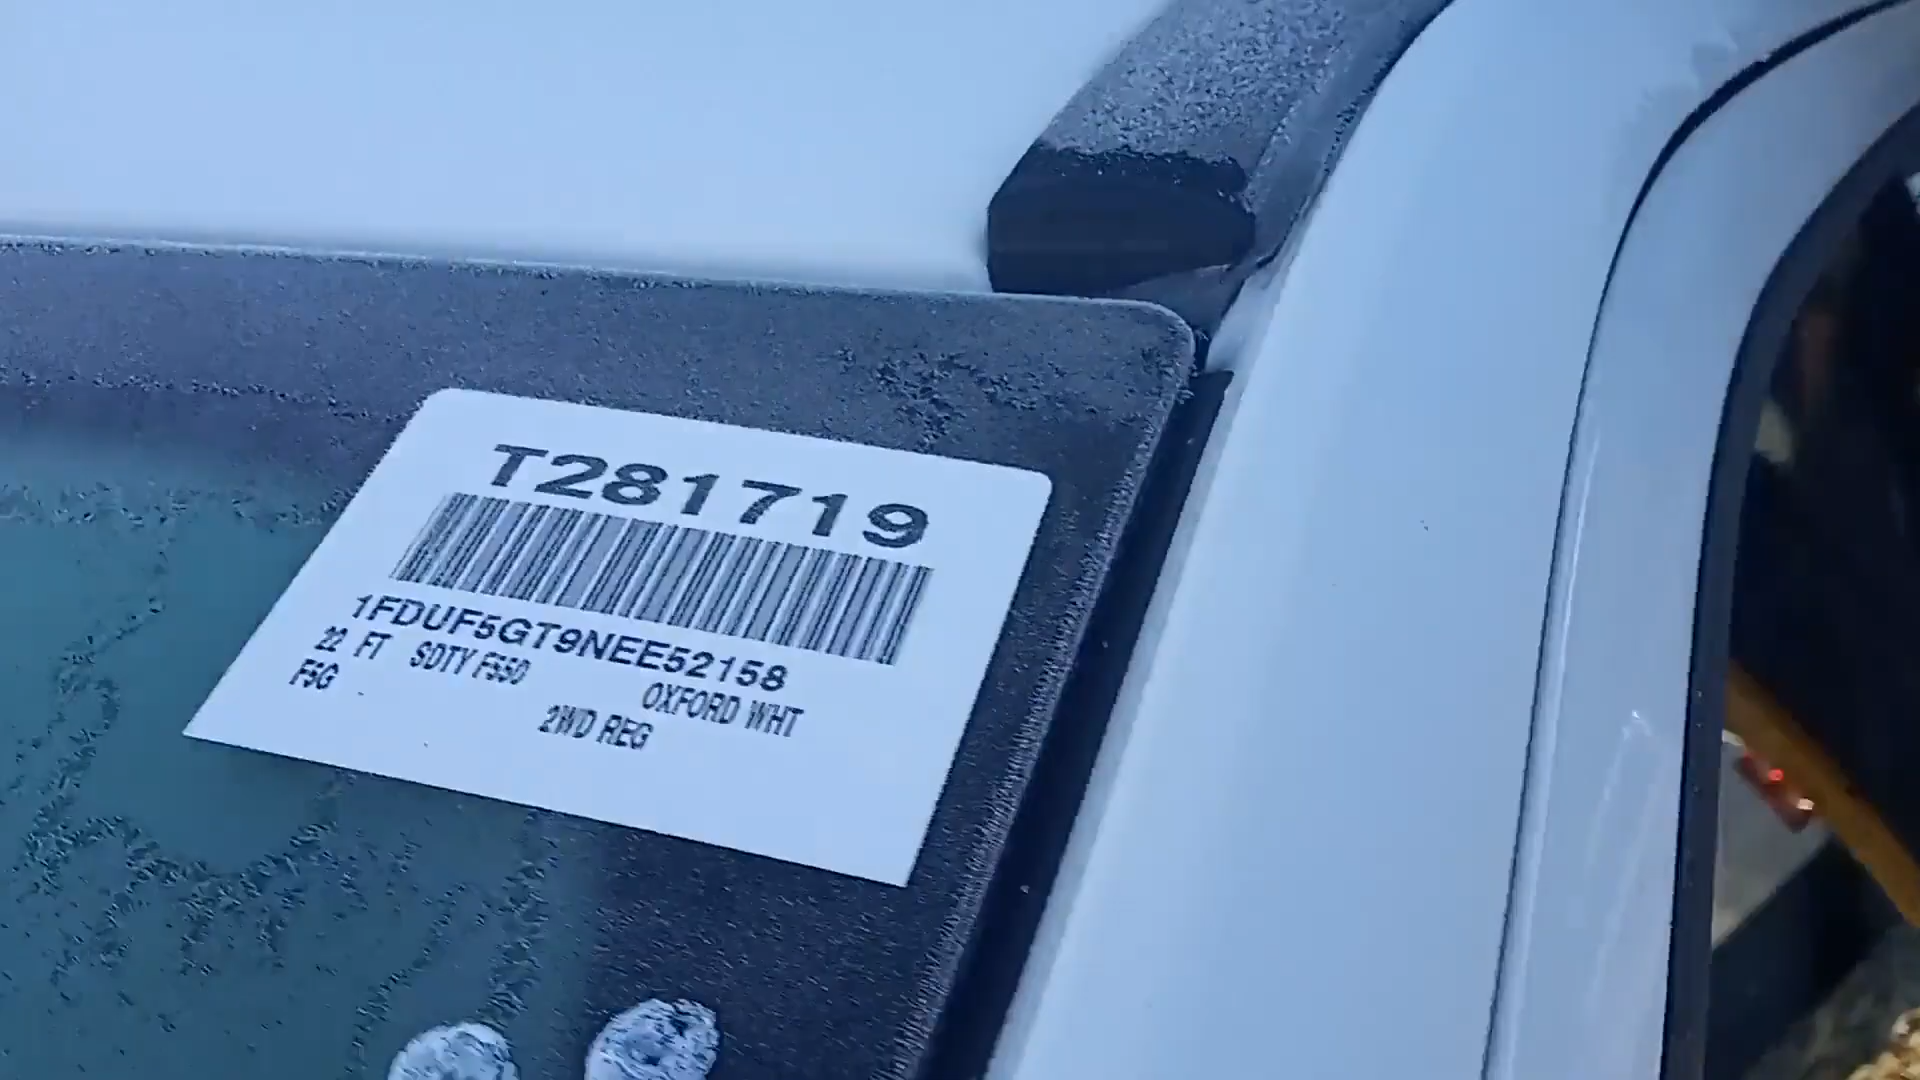 T281719
1FDUF5GT9NEE52158
22 FT SDTY F550
F5G OXFORD WHT
2WD REG